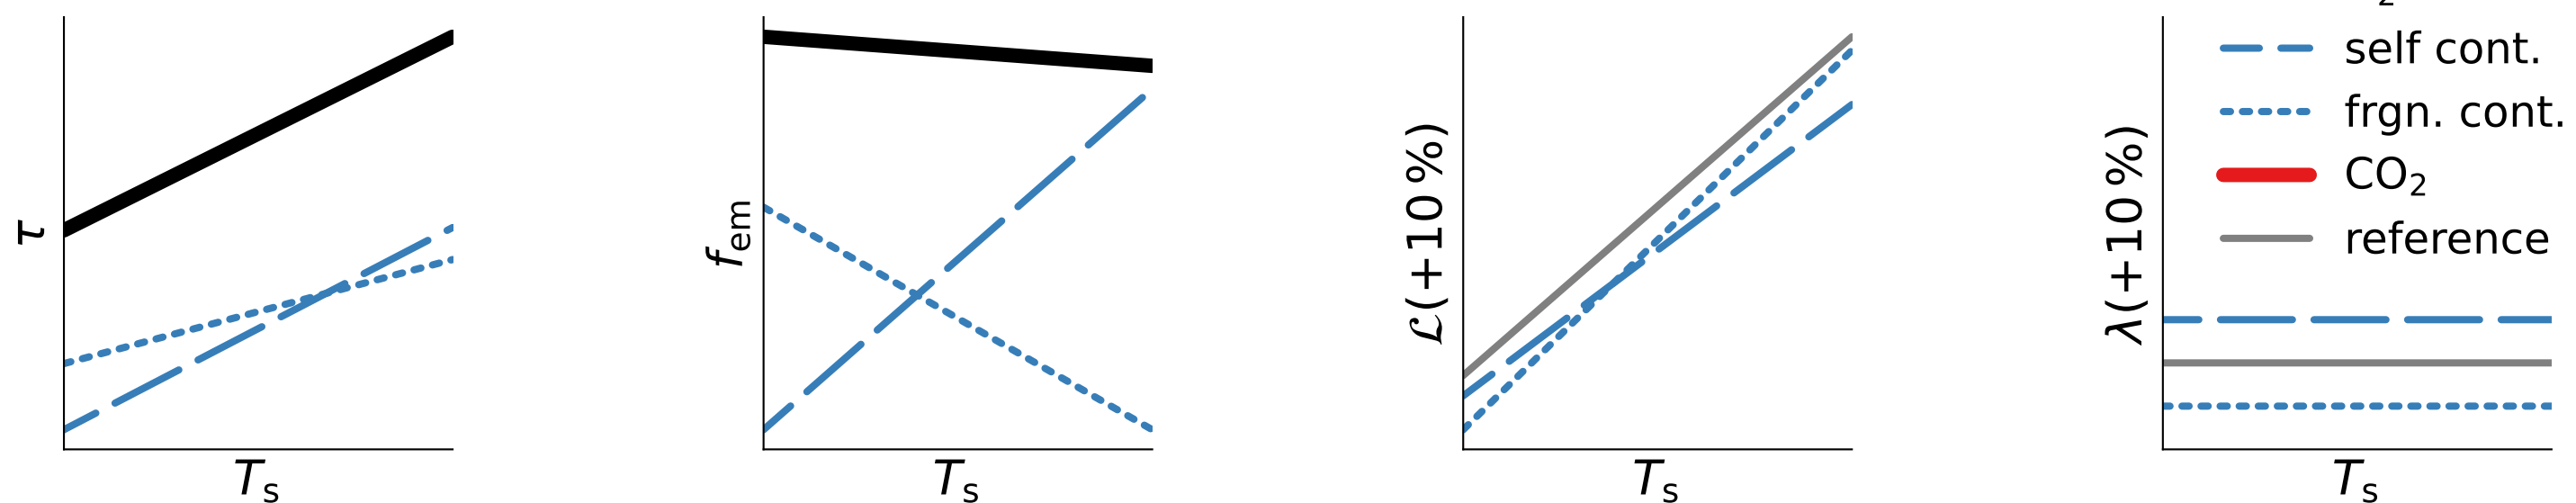 τ
T_s
f_em
T_s
ℒ(+10 %)
T_s
λ(+10 %)
T_s
self cont.
frgn. cont.
CO₂
reference